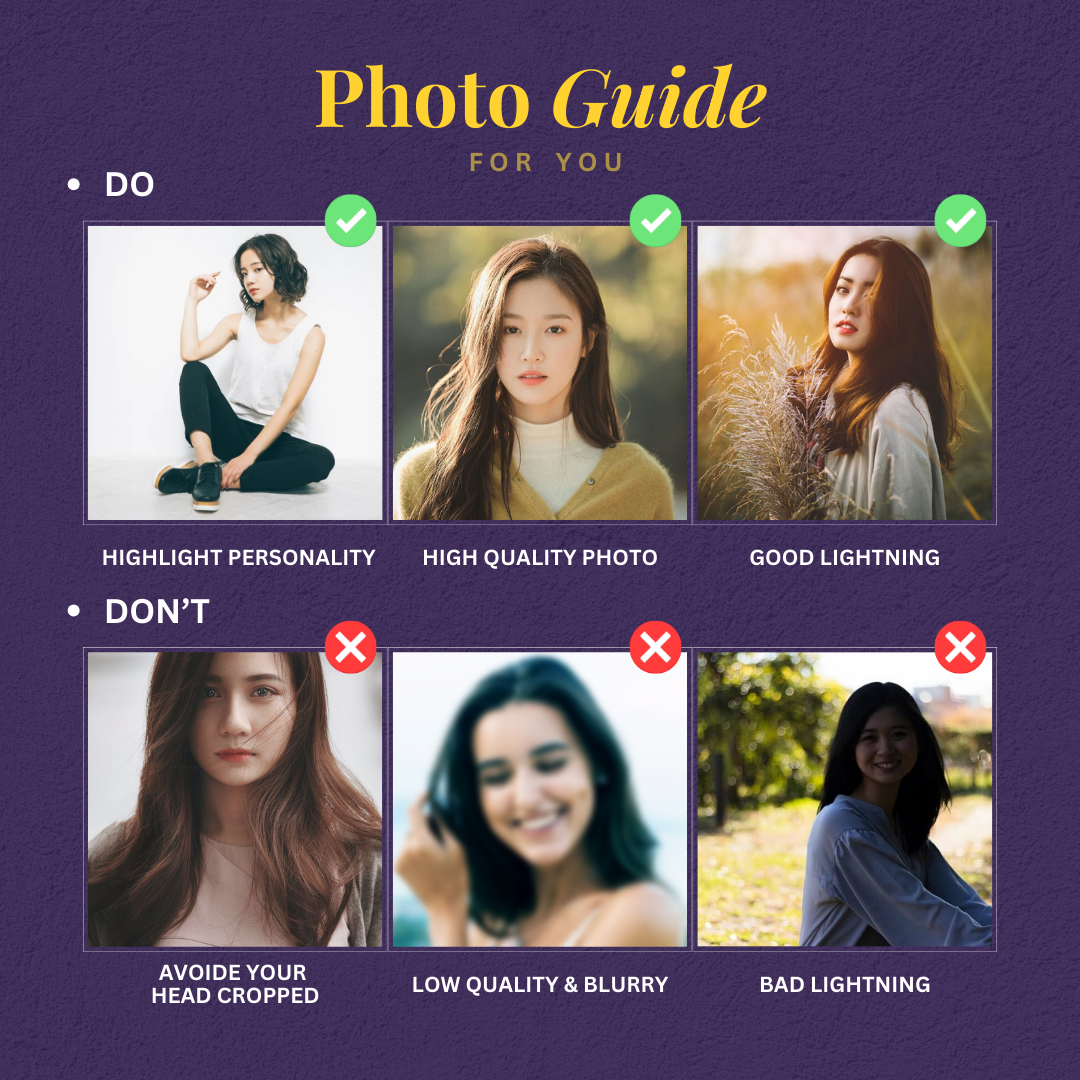 Photo Guide
FOR YOU
• DO
HIGHLIGHT PERSONALITY
HIGH QUALITY PHOTO
GOOD LIGHTNING
• DON’T
AVOIDE YOUR
HEAD CROPPED
LOW QUALITY & BLURRY
BAD LIGHTNING